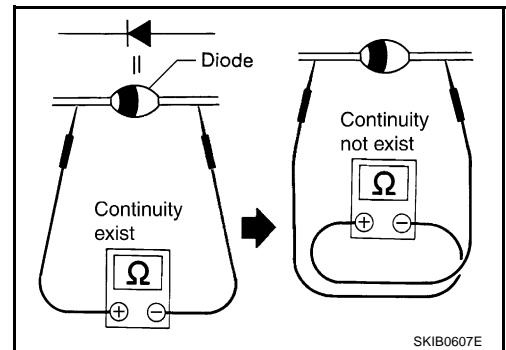 Diode
Continuity
exist
Ω
+ −
Continuity
not exist
Ω
+ −
SKIB0607E